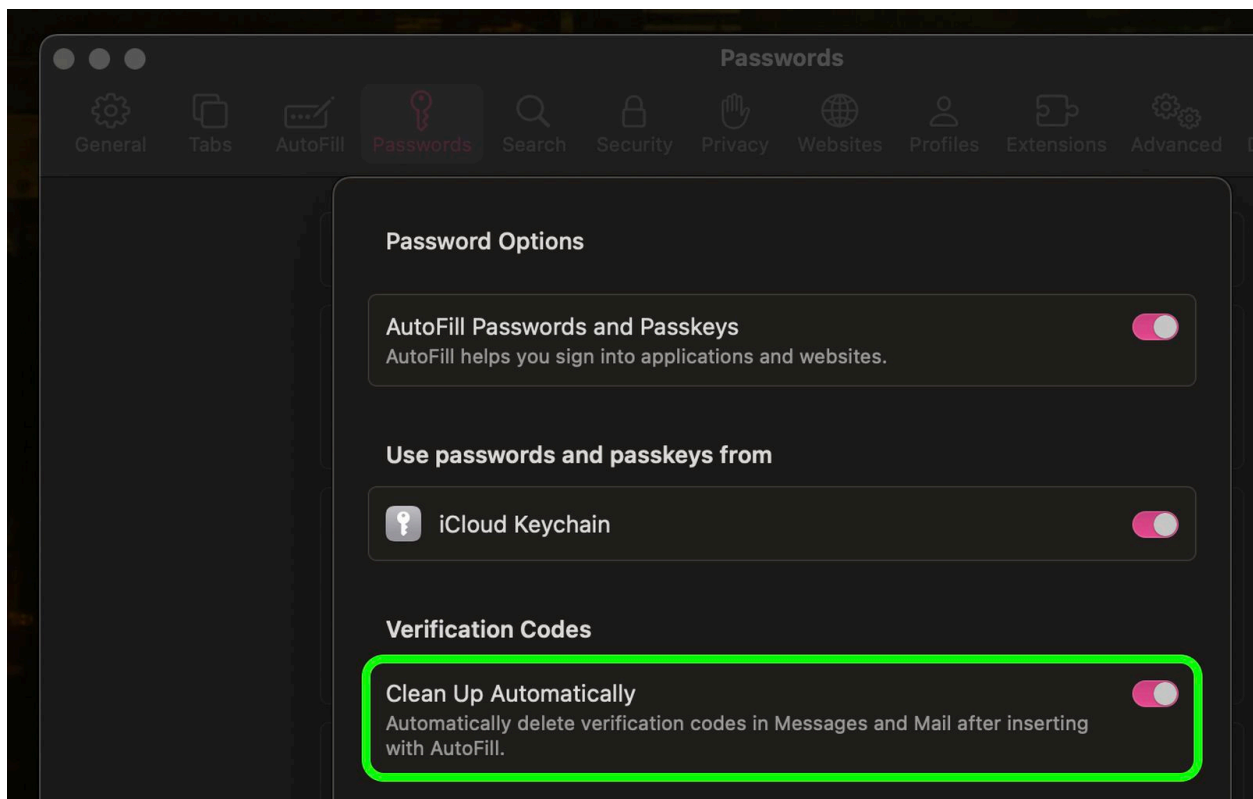 Passwords
General
Tabs
AutoFill
Passwords
Search
Security
Privacy
Websites
Profiles
Extensions
Advanced
Password Options
AutoFill Passwords and Passkeys
AutoFill helps you sign into applications and websites.
Use passwords and passkeys from
iCloud Keychain
Verification Codes
Clean Up Automatically
Automatically delete verification codes in Messages and Mail after inserting
with AutoFill.